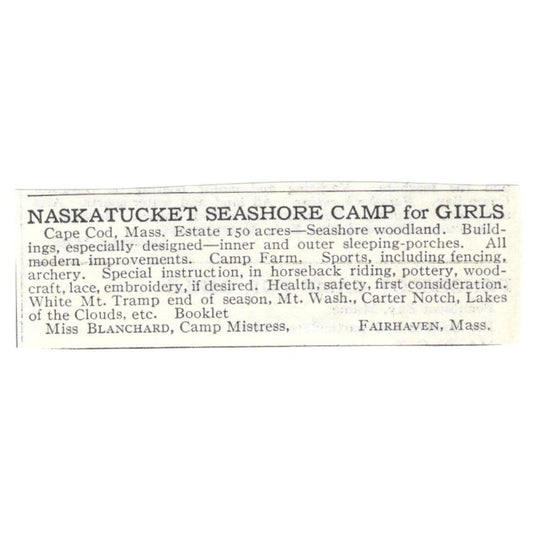 NASKATUCKET SEASHORE CAMP for GIRLS
Cape Cod, Mass. Estate 150 acres—Seashore woodland. Build-
ings, especially designed—inner and outer sleeping-porches. All
modern improvements. Camp Farm. Sports, including fencing,
archery. Special instruction, in horseback riding, pottery, wood-
craft, lace, embroidery, if desired. Health, safety, first consideration.
White Mt. Tramp end of season, Mt. Wash., Carter Notch, Lakes
of the Clouds, etc. Booklet
Miss BLANCHARD, Camp Mistress, FAIRHAVEN, Mass.